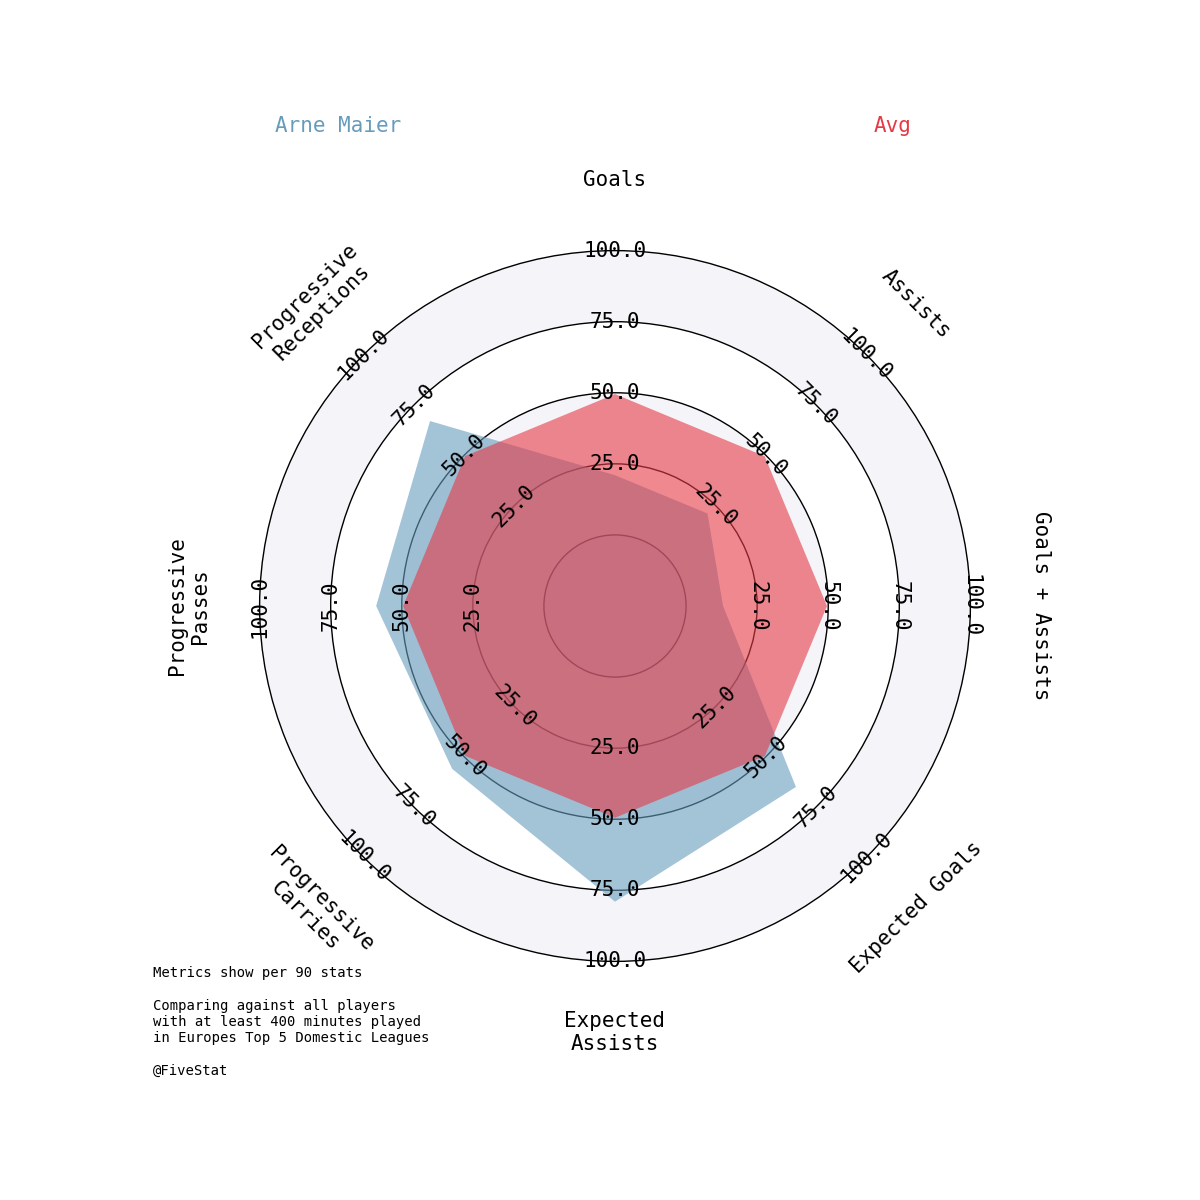 Arne Maier
Avg
Goals
Progressive
Receptions
Assists
100.0
100.0
100.0
75.0
75.0
75.0
50.0
50.0
50.0
25.0
25.0
25.0
Progressive
Passes
100.0
75.0
50.0
25.0
25.0
50.0
75.0
100.0
Goals + Assists
25.0
25.0
25.0
50.0
50.0
50.0
75.0
75.0
75.0
100.0
100.0
100.0
Progressive
Carries
Expected Goals
Expected
Assists
Metrics show per 90 stats
Comparing against all players
with at least 400 minutes played
in Europes Top 5 Domestic Leagues
@FiveStat